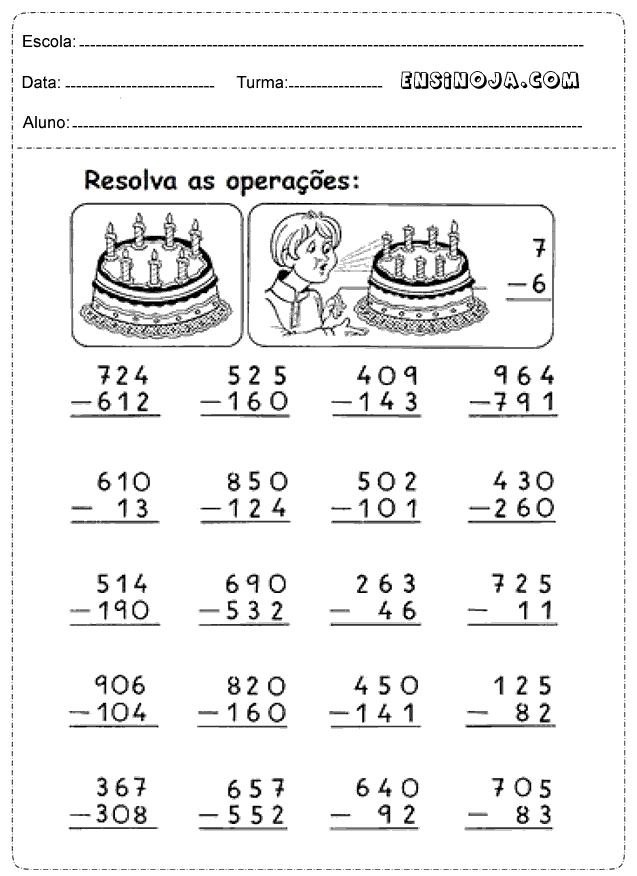 Escola:
Data: Turma: ENSINOJA.COM
Aluno:
Resolva as operações:
7
−6
724 525 409 964
−612 −160 −143 −791
610 850 502 430
− 13 −124 −101 −260
514 690 263 725
−190 −532 − 46 − 11
906 820 450 125
−104 −160 −141 − 82
367 657 640 705
−308 −552 − 92 − 83